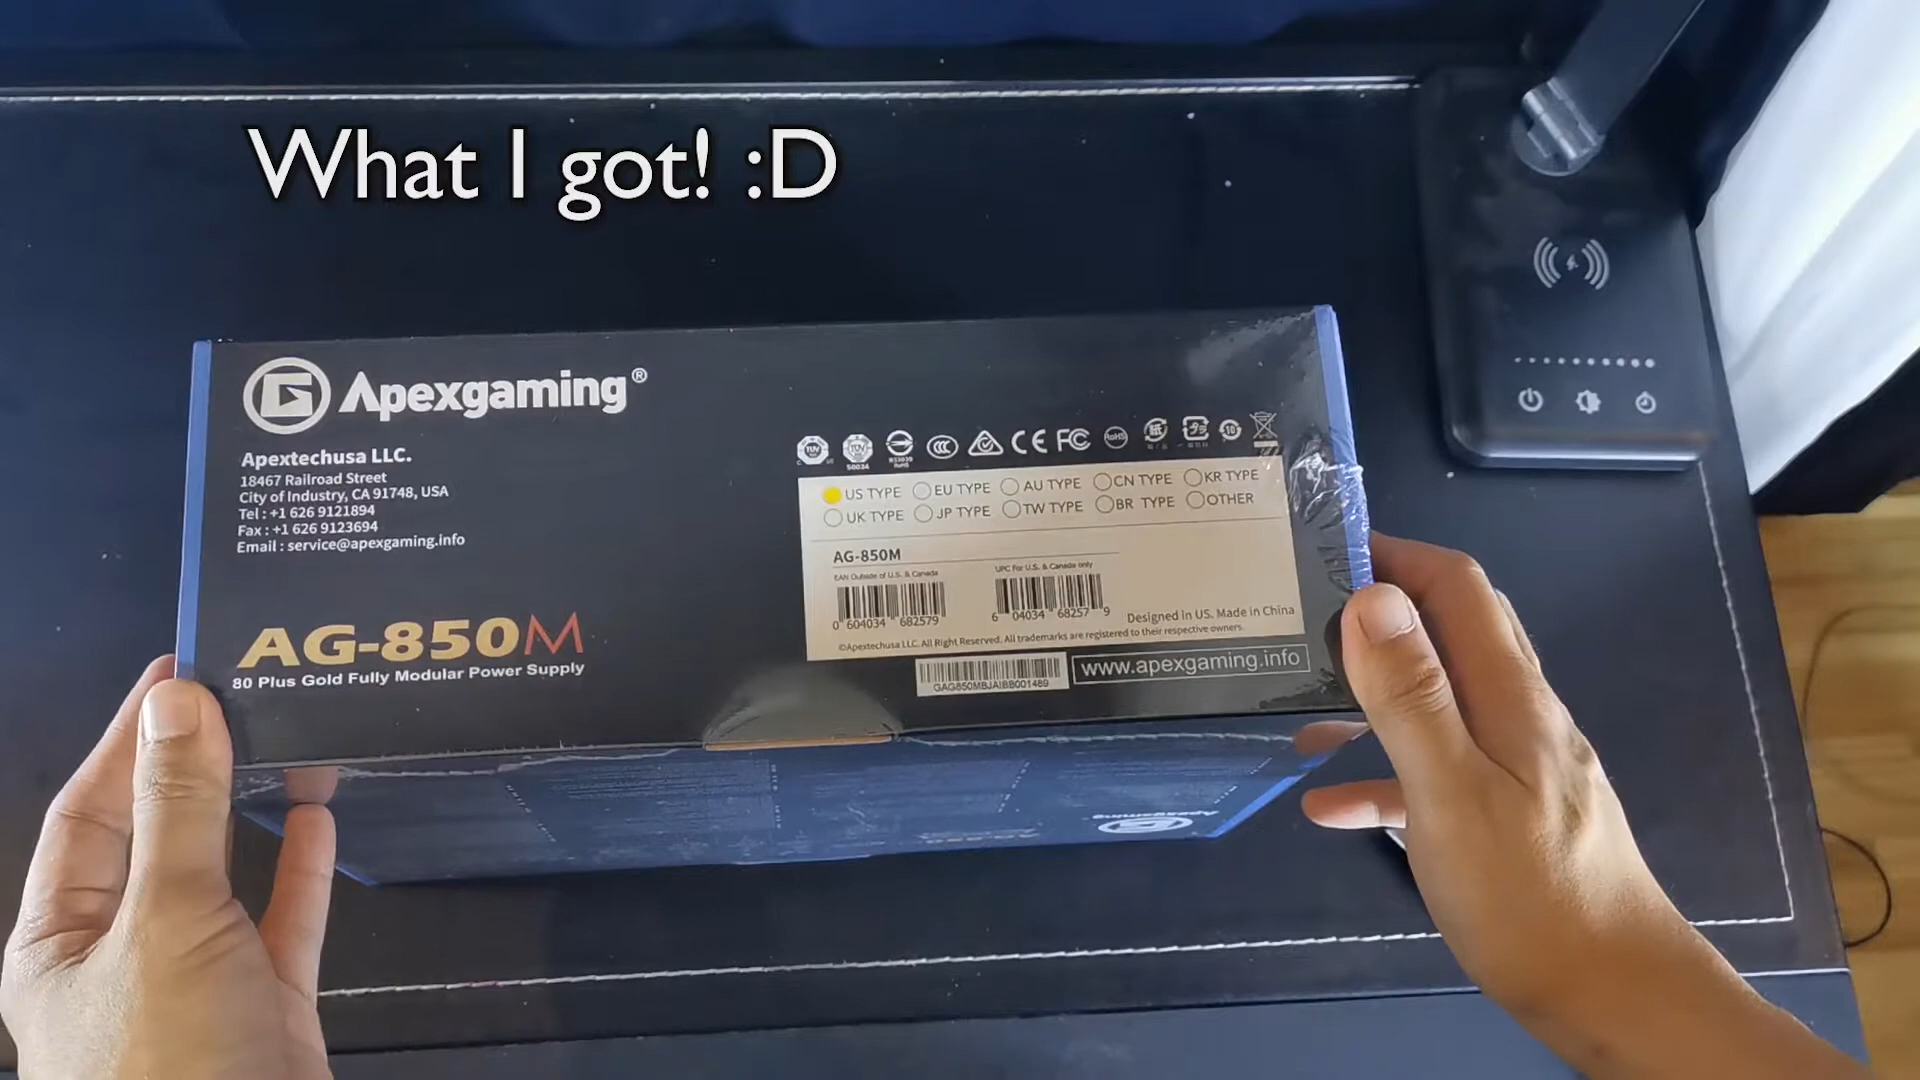 What I got! :D
Apexgaming®
Apextechusa LLC.
18467 Railroad Street
City of Industry, CA 91748, USA
Tel : +1 626 9121894
Fax : +1 626 9123694
Email : service@apexgaming.info
AG-850M
80 Plus Gold Fully Modular Power Supply
US TYPE EU TYPE AU TYPE CN TYPE KR TYPE
UK TYPE JP TYPE TW TYPE BR TYPE OTHER
AG-850M
EAN Outside of U.S. & Canada
UPC For U.S. & Canada only
0 604034 682579
6 04034 68257 9
Designed in US. Made in China
©Apextechusa LLC. All Right Reserved. All trademarks are registered to their respective owners.
GAG850MBJAIBB001489
www.apexgaming.info
Apexgaming